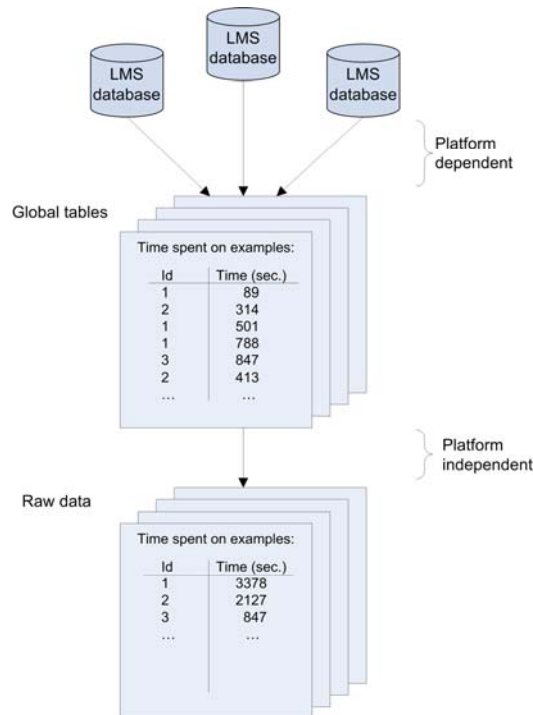 LMS
database
LMS
database
LMS
database
Platform
dependent
Global tables
Time spent on examples:
Id Time (sec.)
1 89
2 314
1 501
1 788
3 847
2 413
... ...
Platform
independent
Raw data
Time spent on examples:
Id Time (sec.)
1 3378
2 2127
3 847
... ...